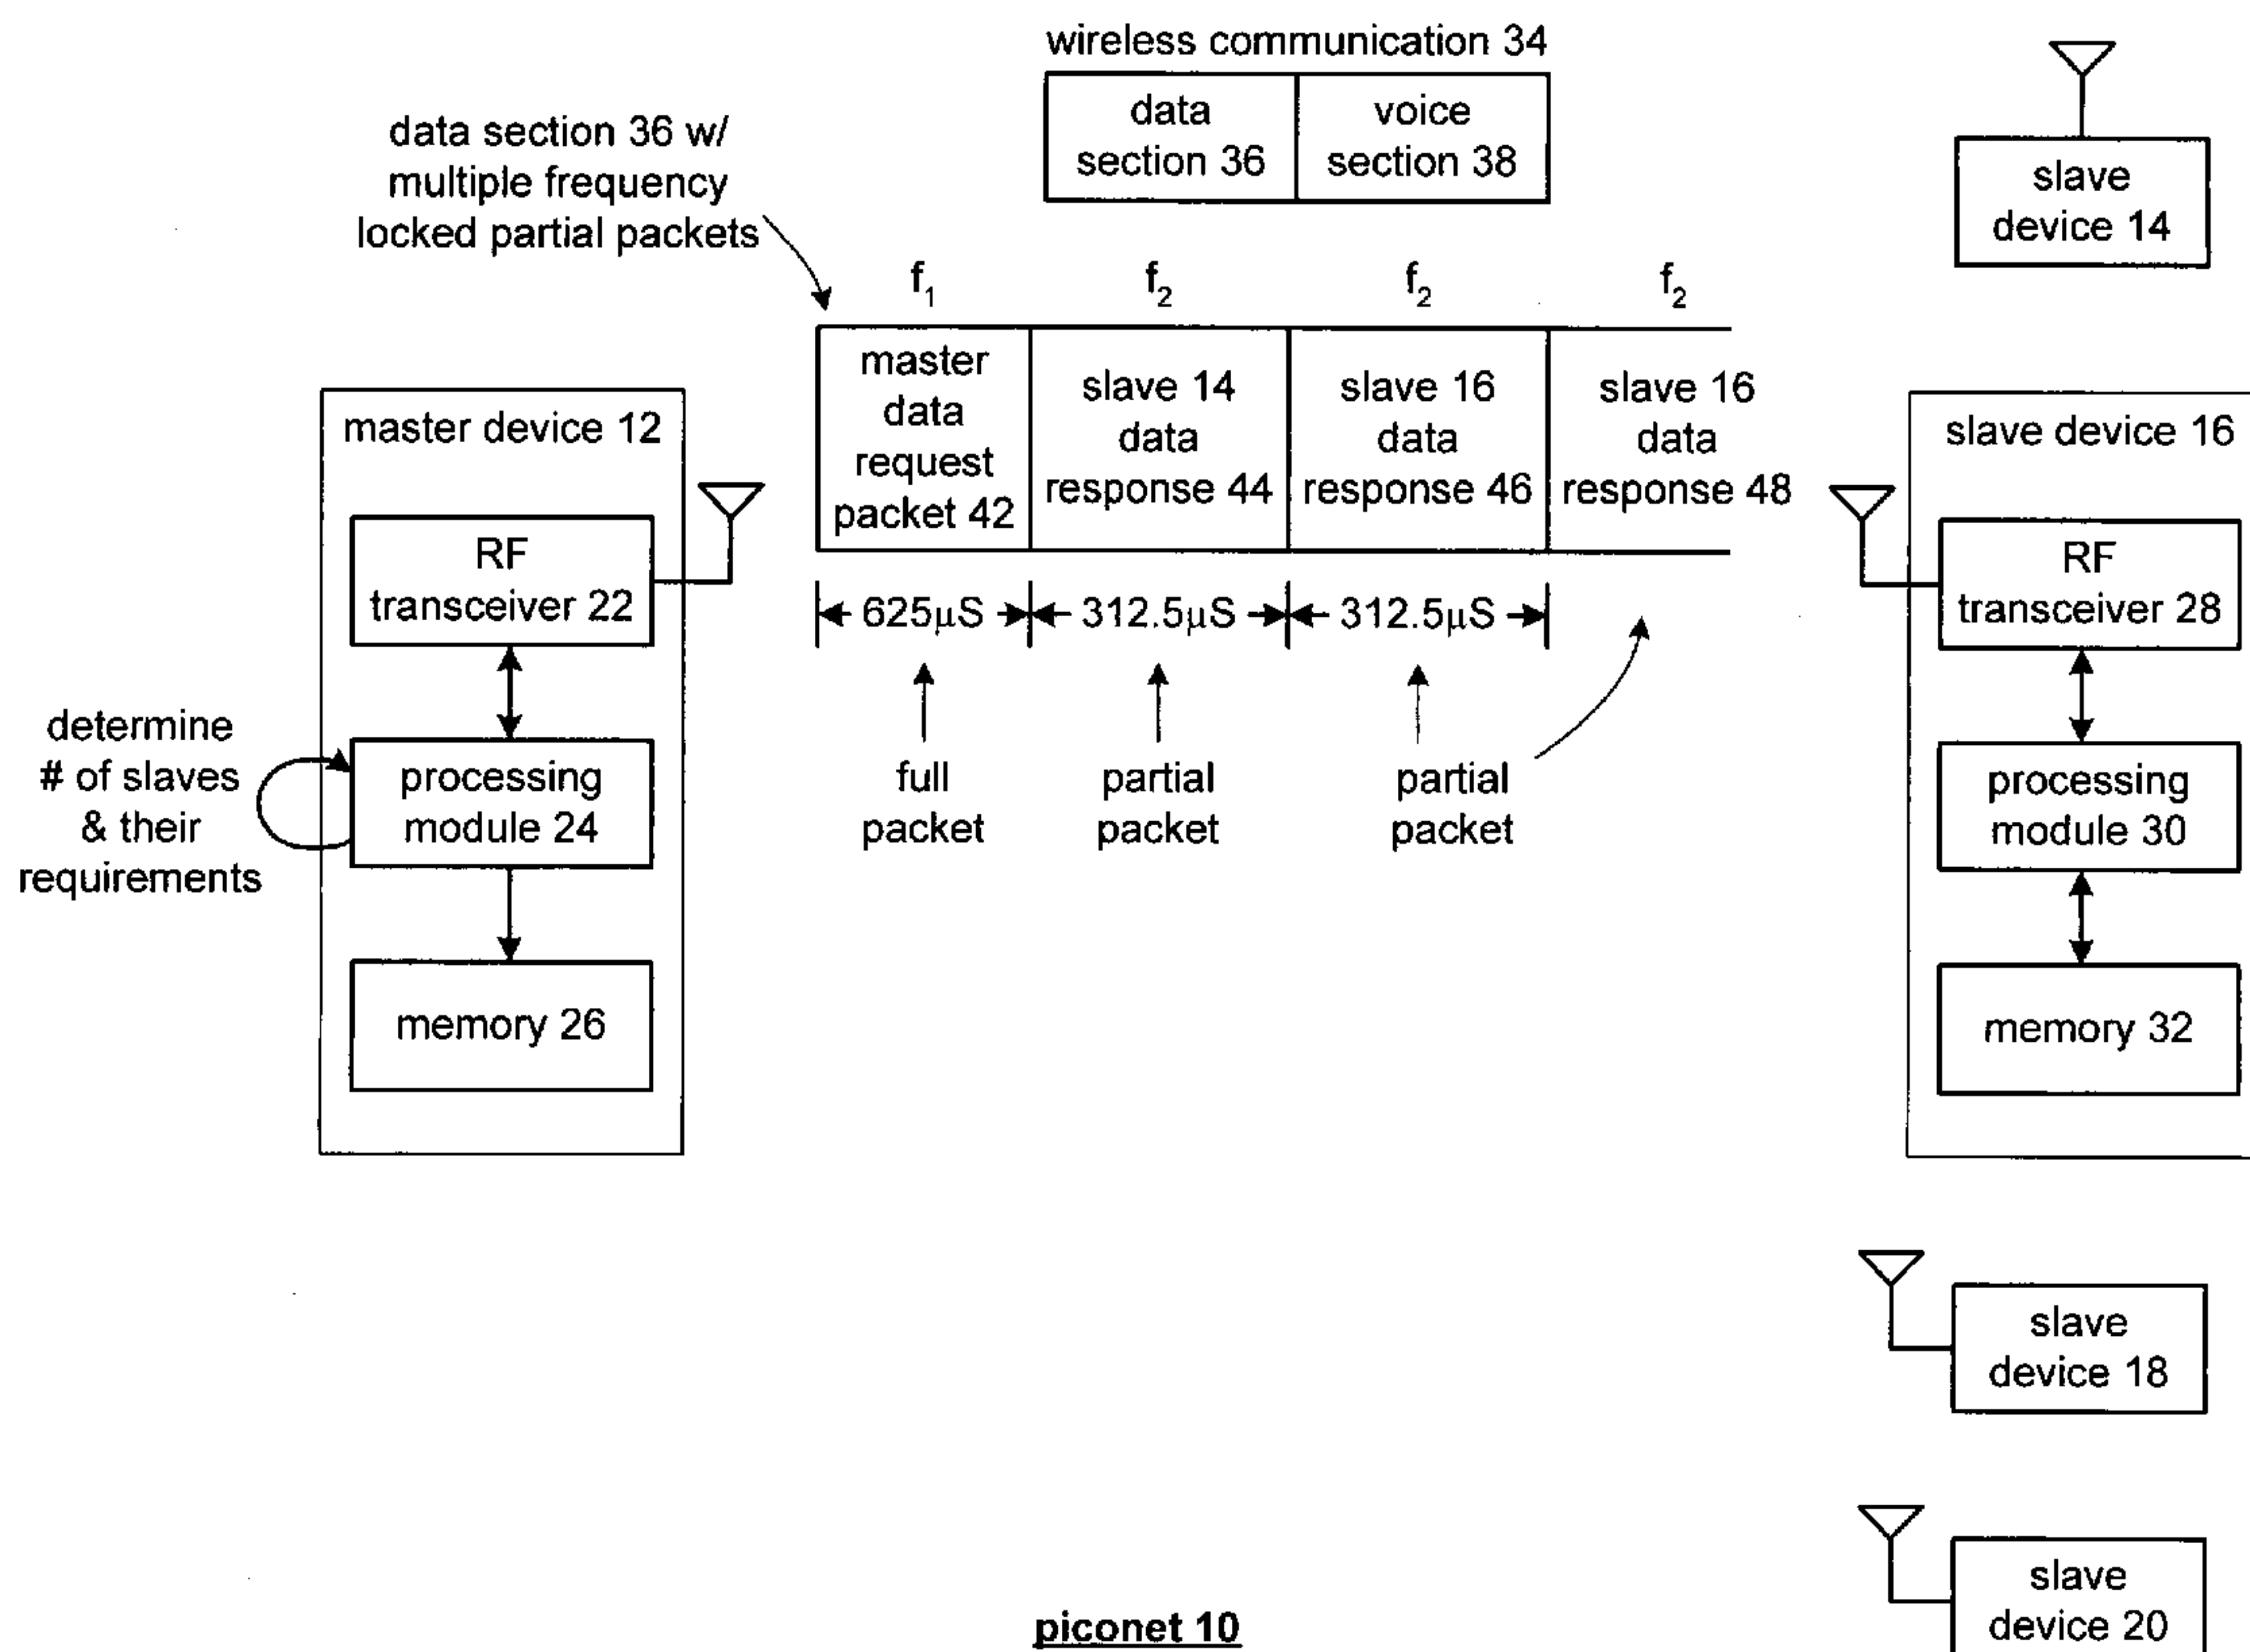 wireless communication 34
data
section 36
voice
section 38
data section 36 w/
multiple frequency
locked partial packets
slave
device 14
f1
f2
f2
f2
master
data
request
packet 42
slave 14
data
response 44
slave 16
data
response 46
slave 16
data
response 48
625μS
312.5μS
312.5μS
full
packet
partial
packet
partial
packet
master device 12
RF
transceiver 22
processing
module 24
memory 26
determine
# of slaves
& their
requirements
slave device 16
RF
transceiver 28
processing
module 30
memory 32
slave
device 18
slave
device 20
piconet 10